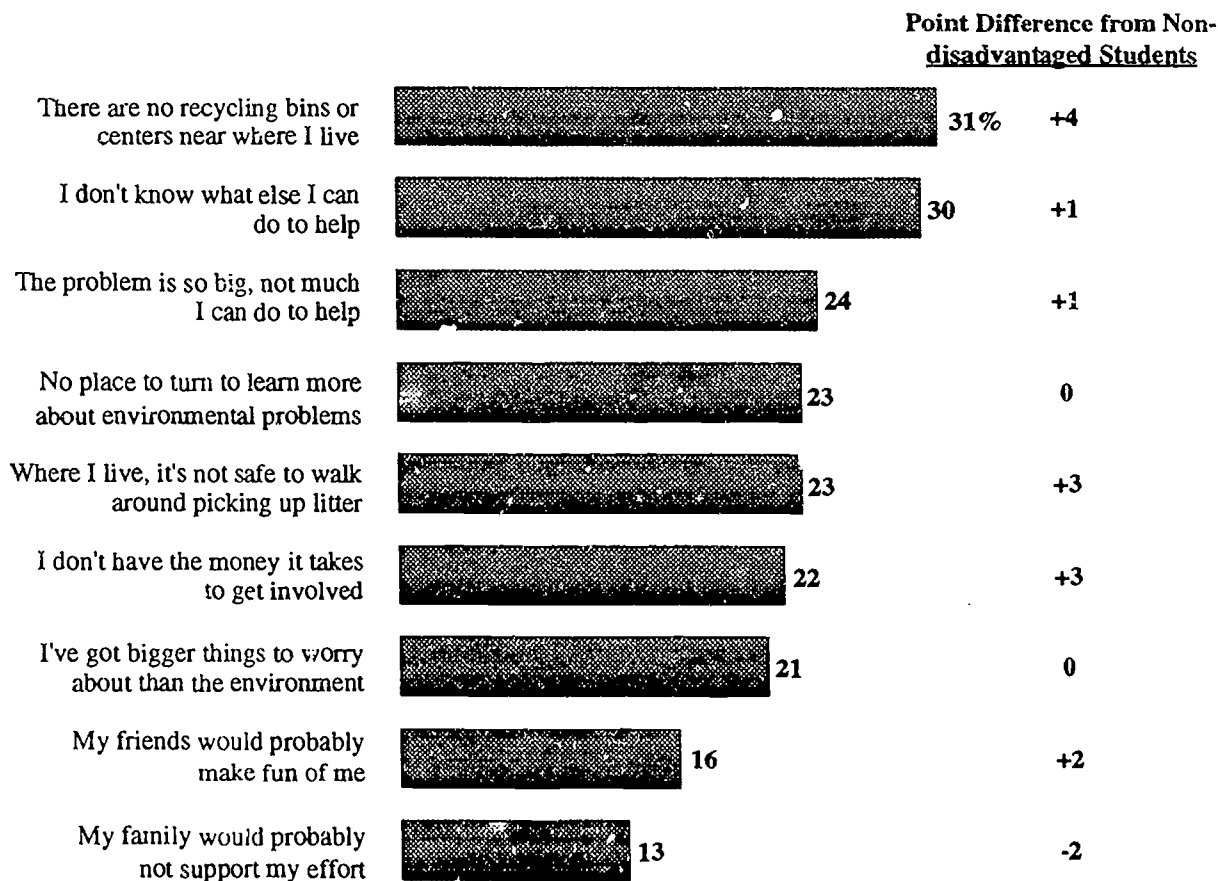 Point Difference from Non-
disadvantaged Students
There are no recycling bins or
centers near where I live
31% +4
I don't know what else I can
do to help
30 +1
The problem is so big, not much
I can do to help
24 +1
No place to turn to learn more
about environmental problems
23 0
Where I live, it's not safe to walk
around picking up litter
23 +3
I don't have the money it takes
to get involved
22 +3
I've got bigger things to worry
about than the environment
21 0
My friends would probably
make fun of me
16 +2
My family would probably
not support my effort
13 -2